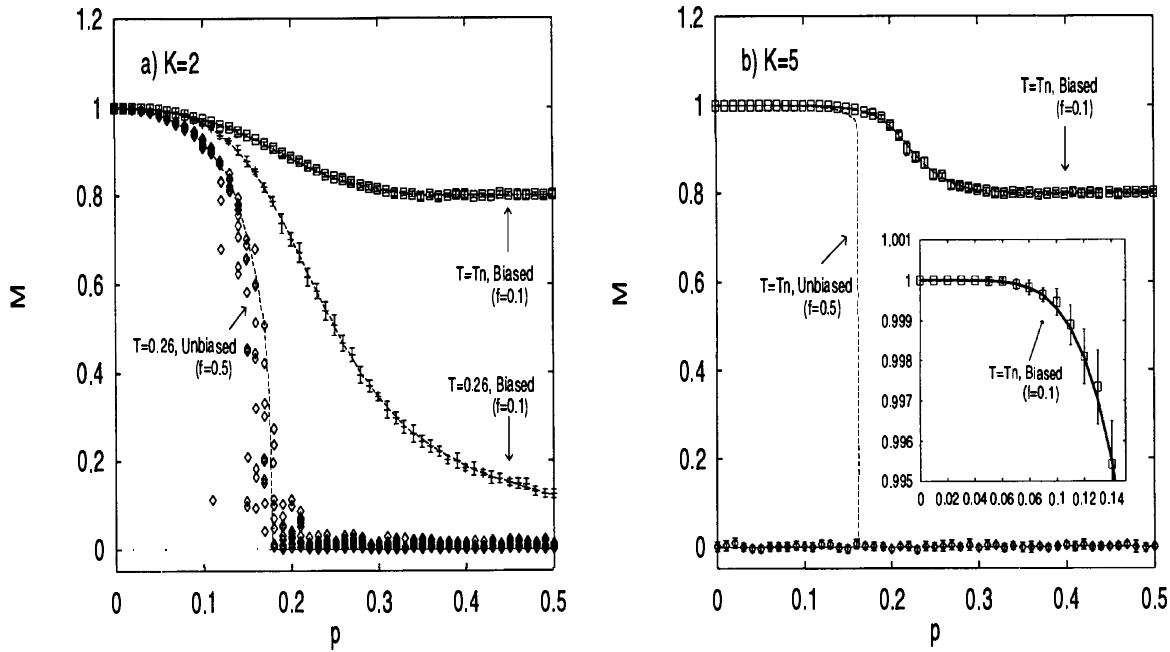 1.2
a) K=2
1
0.8
0.6
0.4
0.2
0
M
T=Tn, Biased
(f=0.1)
T=0.26, Unbiased
(f=0.5)
T=0.26, Biased
(f=0.1)
0 0.1 0.2 0.3 0.4 0.5
p
1.2
b) K=5
1
0.8
0.6
0.4
0.2
0
M
T=Tn, Biased
(f=0.1)
T=Tn, Unbiased
(f=0.5)
1.001
1
0.999
0.998
0.997
0.996
0.995
T=Tn, Biased
(f=0.1)
0 0.02 0.04 0.06 0.08 0.1 0.12 0.14
0 0.1 0.2 0.3 0.4 0.5
p